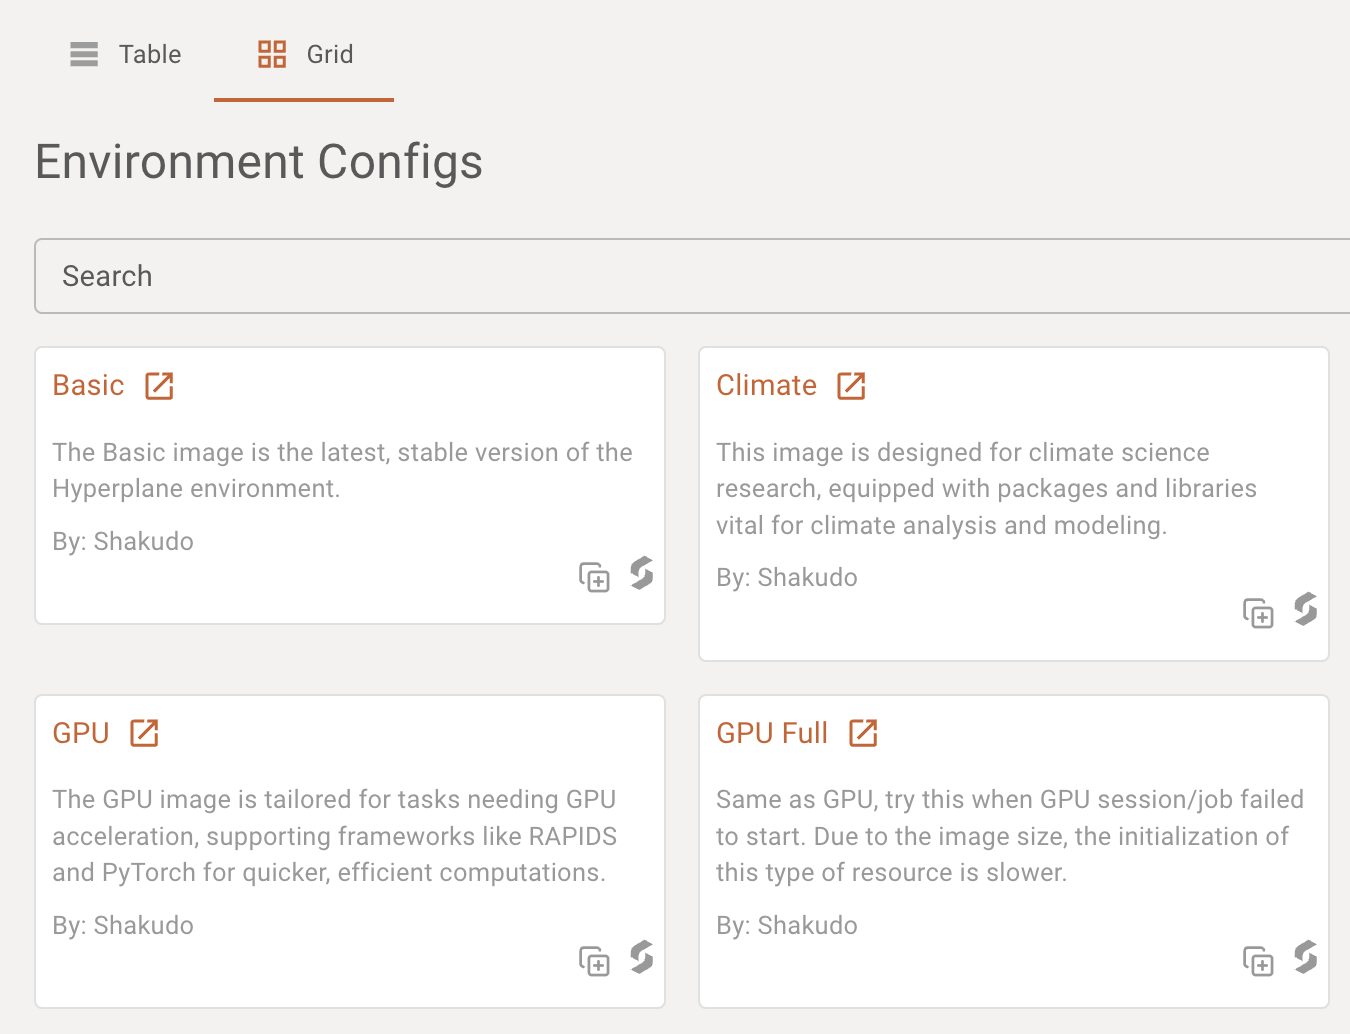 Table
Grid
Environment Configs
Search
Basic
The Basic image is the latest, stable version of the
Hyperplane environment.
By: Shakudo
Climate
This image is designed for climate science
research, equipped with packages and libraries
vital for climate analysis and modeling.
By: Shakudo
GPU
The GPU image is tailored for tasks needing GPU
acceleration, supporting frameworks like RAPIDS
and PyTorch for quicker, efficient computations.
By: Shakudo
GPU Full
Same as GPU, try this when GPU session/job failed
to start. Due to the image size, the initialization of
this type of resource is slower.
By: Shakudo